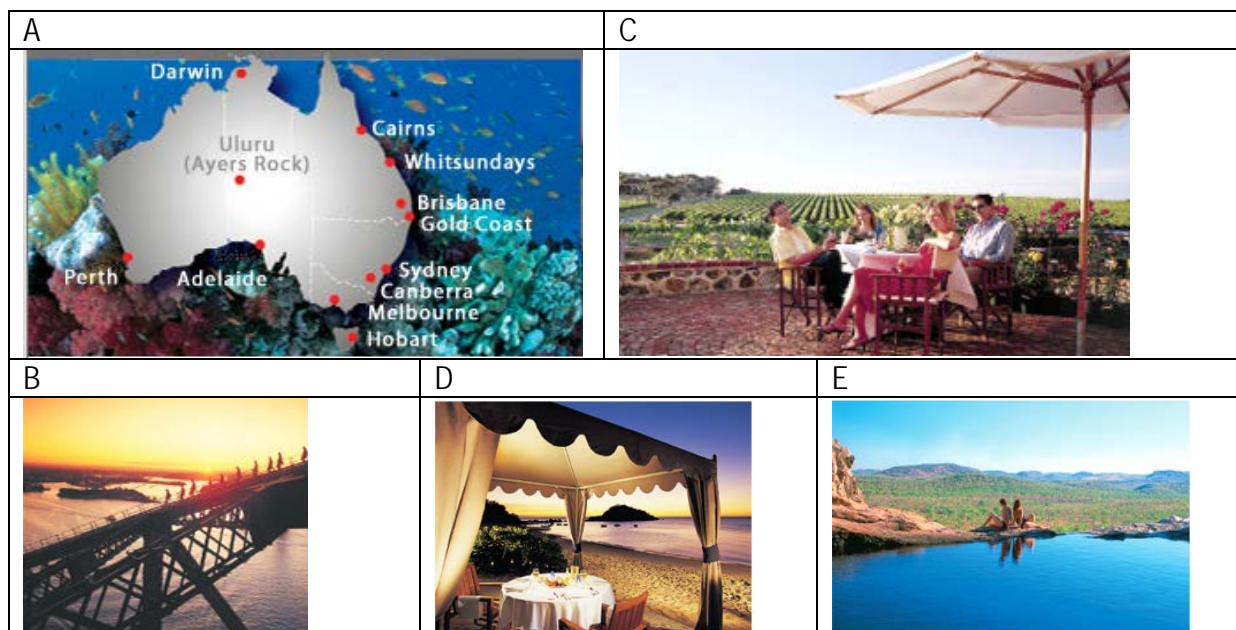 A
C
Darwin
Cairns
Uluru
(Ayers Rock)
Whitsundays
Brisbane
Gold Coast
Perth
Adelaide
Sydney
Canberra
Melbourne
Hobart
B
D
E